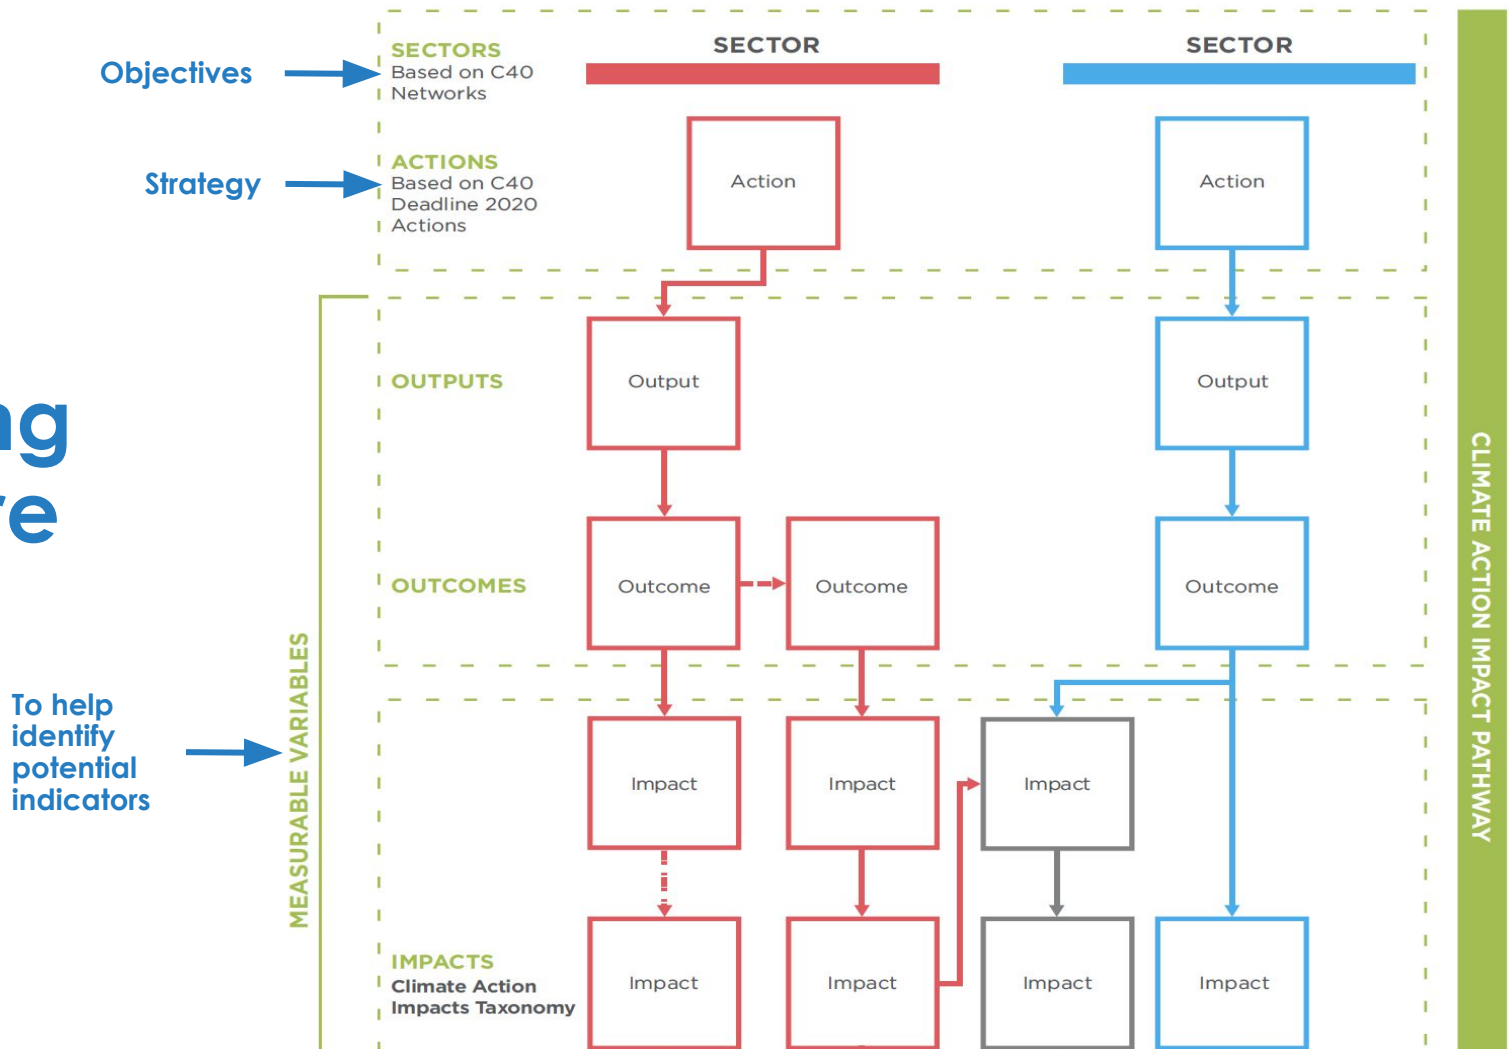 SECTOR
SECTOR
SECTORS
Based on C40
Networks
Objectives
ACTIONS
Based on C40
Deadline 2020
Actions
Strategy
Action
Action
OUTPUTS
Output
Output
ng
re
OUTCOMES
Outcome
Outcome
Outcome
MEASURABLE VARIABLES
To help
identify
potential
indicators
Impact
Impact
Impact
IMPACTS
Climate Action
Impacts Taxonomy
Impact
Impact
Impact
Impact
CLIMATE ACTION IMPACT PATHWAY